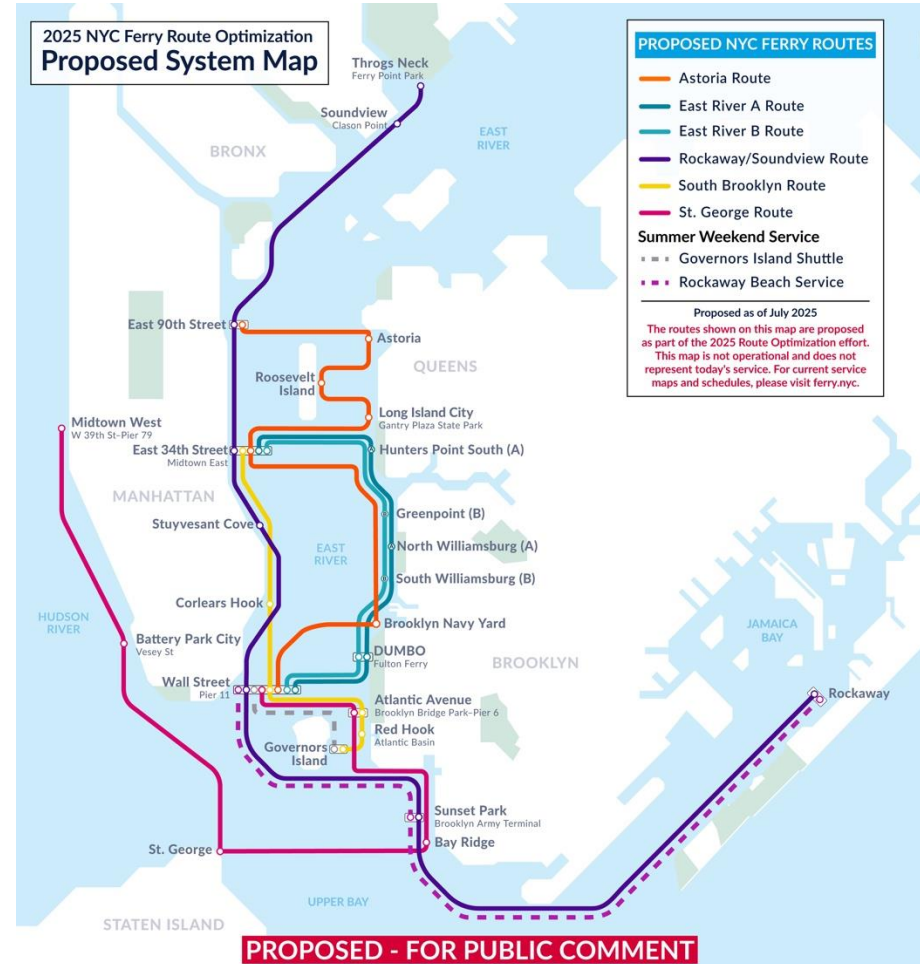 2025 NYC Ferry Route Optimization
Proposed System Map
PROPOSED NYC FERRY ROUTES
Astoria Route
East River A Route
East River B Route
Rockaway/Soundview Route
South Brooklyn Route
St. George Route
Summer Weekend Service
Governors Island Shuttle
Rockaway Beach Service
Proposed as of July 2025
The routes shown on this map are proposed
as part of the 2025 Route Optimization effort.
This map is not operational and does not
represent today's service. For current service
maps and schedules, please visit ferry.nyc.
Throgs Neck
Ferry Point Park
Soundview
Clason Point
EAST
RIVER
BRONX
East 90th Street
Astoria
QUEENS
Roosevelt
Island
Long Island City
Gantry Plaza State Park
Midtown West
W 39th St–Pier 79
East 34th Street
Midtown East
Hunters Point South (A)
MANHATTAN
Greenpoint (B)
Stuyvesant Cove
EAST
RIVER
North Williamsburg (A)
South Williamsburg (B)
Corlears Hook
HUDSON
RIVER
Brooklyn Navy Yard
JAMAICA
BAY
Battery Park City
Vesey St
DUMBO
Fulton Ferry
BROOKLYN
Wall Street
Pier 11
Rockaway
Atlantic Avenue
Brooklyn Bridge Park–Pier 6
Red Hook
Atlantic Basin
Governors
Island
Sunset Park
Brooklyn Army Terminal
Bay Ridge
St. George
UPPER BAY
STATEN ISLAND
PROPOSED - FOR PUBLIC COMMENT